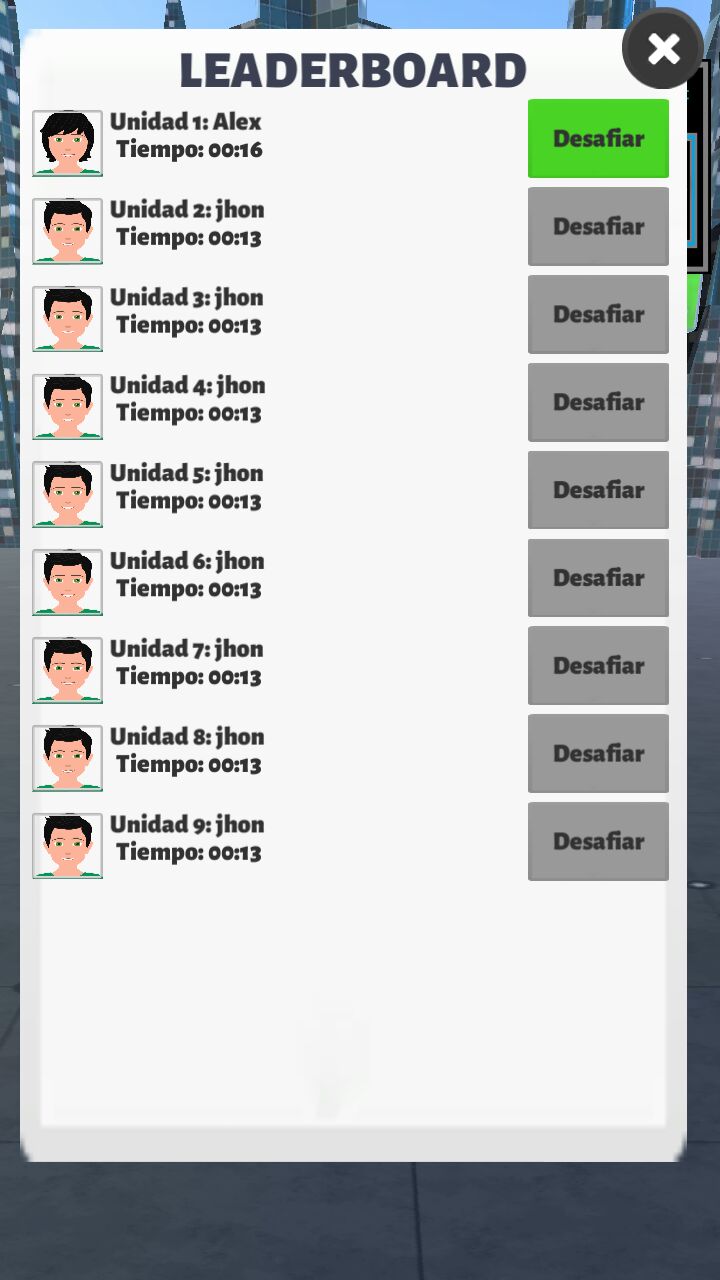 LEADERBOARD
Unidad 1: Alex
Tiempo: 00:16
Desafiar
Unidad 2: jhon
Tiempo: 00:13
Desafiar
Unidad 3: jhon
Tiempo: 00:13
Desafiar
Unidad 4: jhon
Tiempo: 00:13
Desafiar
Unidad 5: jhon
Tiempo: 00:13
Desafiar
Unidad 6: jhon
Tiempo: 00:13
Desafiar
Unidad 7: jhon
Tiempo: 00:13
Desafiar
Unidad 8: jhon
Tiempo: 00:13
Desafiar
Unidad 9: jhon
Tiempo: 00:13
Desafiar